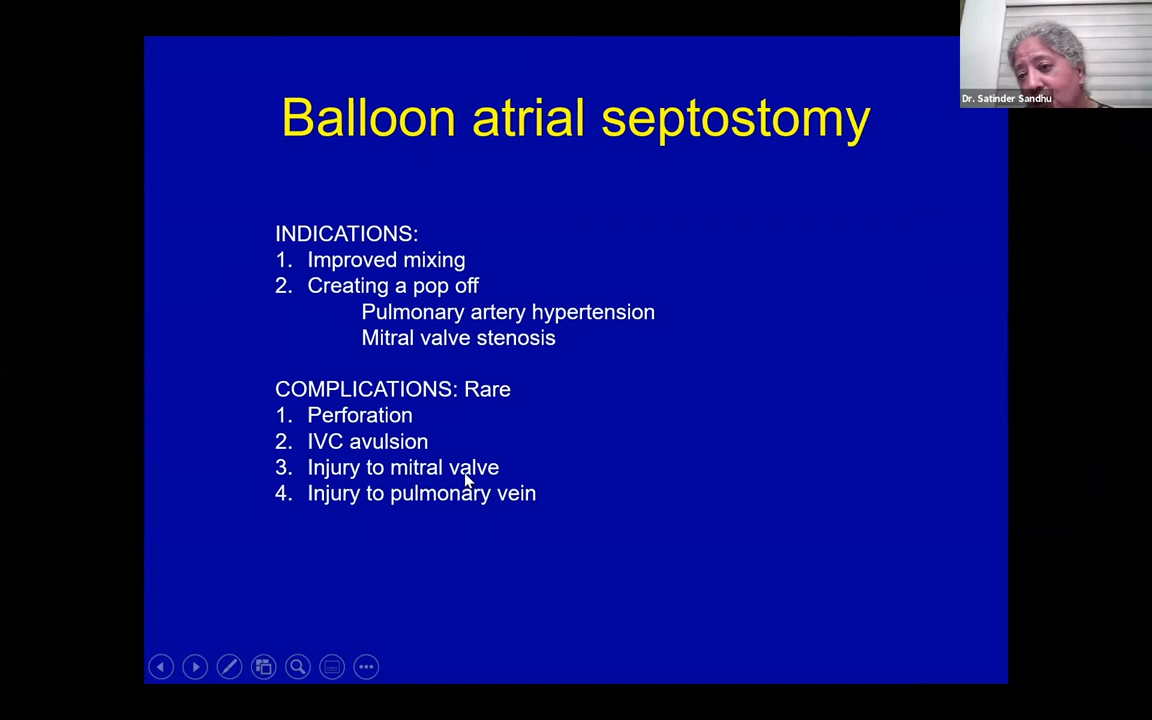 Dr. Satinder Sandhu
Balloon atrial septostomy
INDICATIONS:
1. Improved mixing
2. Creating a pop off
Pulmonary artery hypertension
Mitral valve stenosis
COMPLICATIONS: Rare
1. Perforation
2. IVC avulsion
3. Injury to mitral valve
4. Injury to pulmonary vein